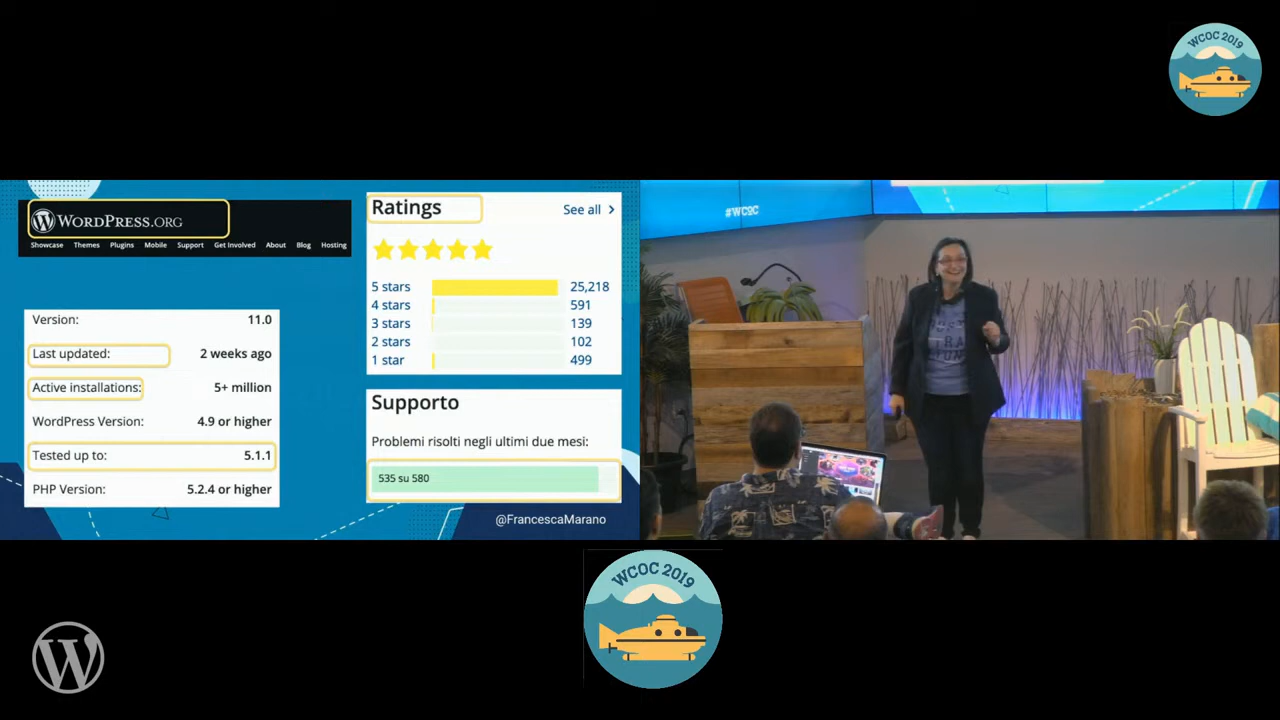 WCOC 2019
WORDPRESS.ORG
Showcase Themes Plugins Mobile Support Get Involved About Blog Hosting
Version: 11.0
Last updated: 2 weeks ago
Active installations: 5+ million
WordPress Version: 4.9 or higher
Tested up to: 5.1.1
PHP Version: 5.2.4 or higher
Ratings See all >
5 stars 25,218
4 stars 591
3 stars 139
2 stars 102
1 star 499
Supporto
Problemi risolti negli ultimi due mesi:
535 su 580
@FrancescaMarano
#WCOC
WCOC 2019
W